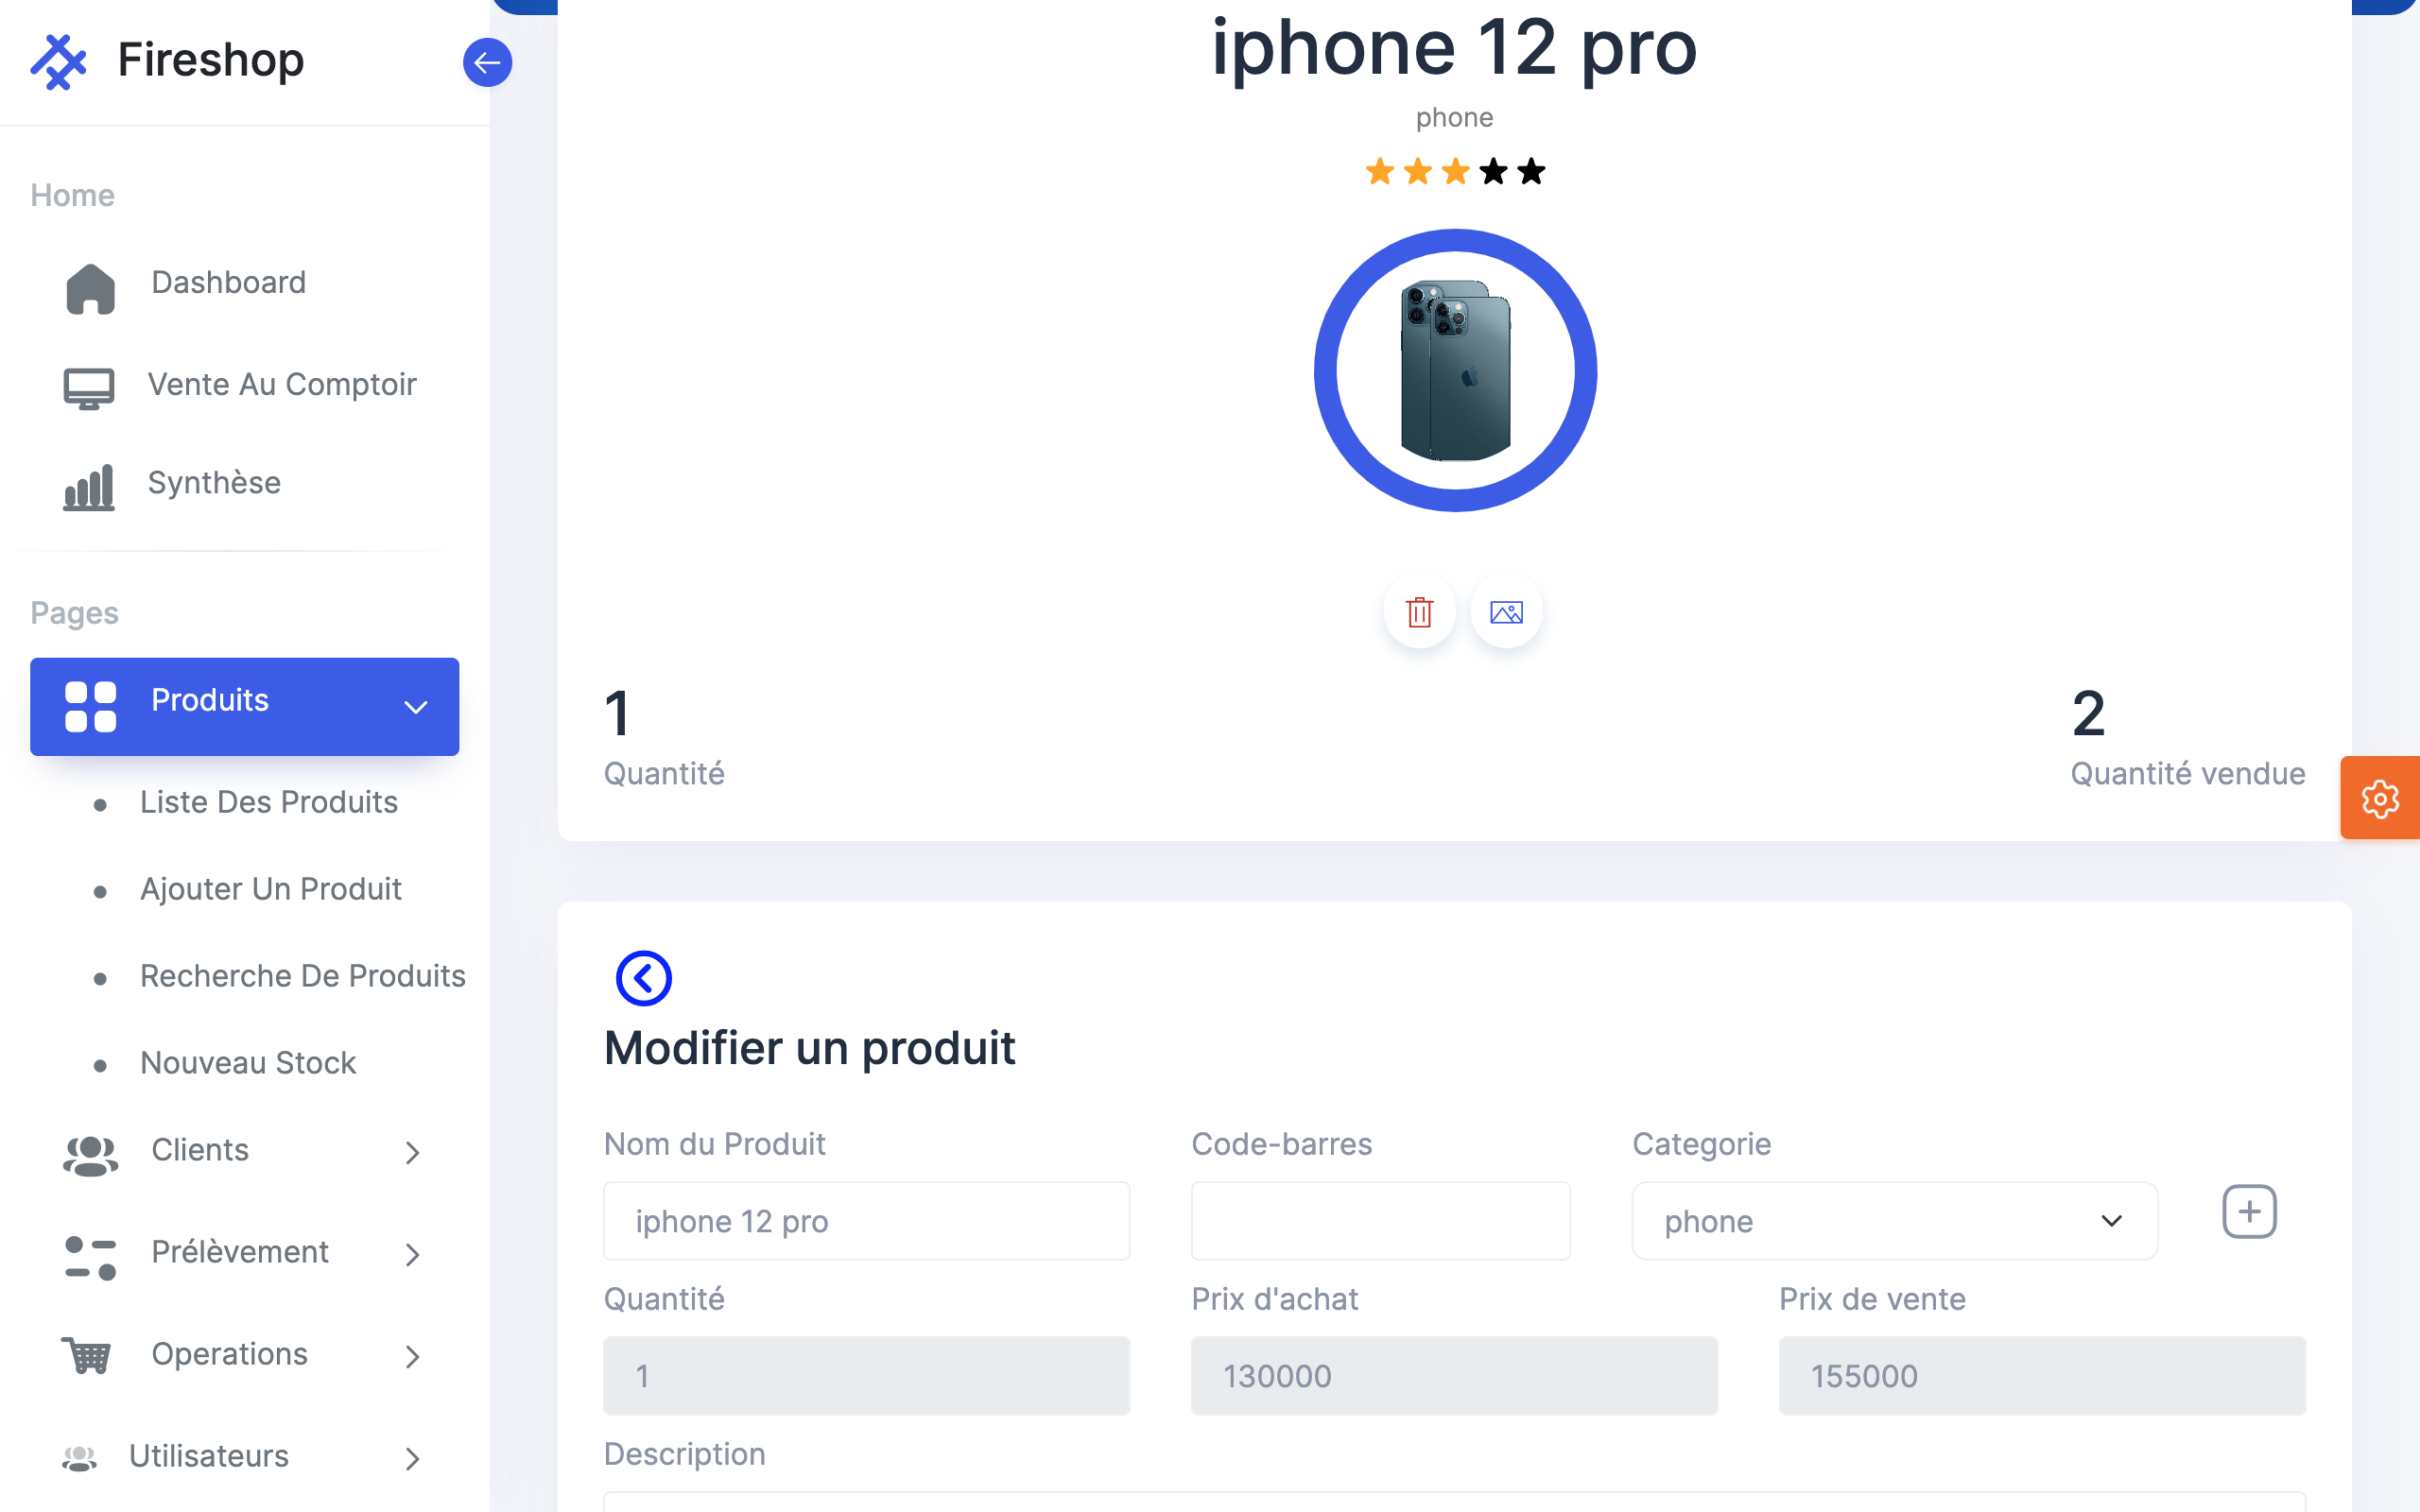 Fireshop
Home
Dashboard
Vente Au Comptoir
Synthèse
Pages
Produits
Liste Des Produits
Ajouter Un Produit
Recherche De Produits
Nouveau Stock
Clients
Prélèvement
Operations
Utilisateurs
iphone 12 pro
phone
1
Quantité
2
Quantité vendue
Modifier un produit
Nom du Produit
Code-barres
Categorie
iphone 12 pro
phone
Quantité
Prix d'achat
Prix de vente
1
130000
155000
Description